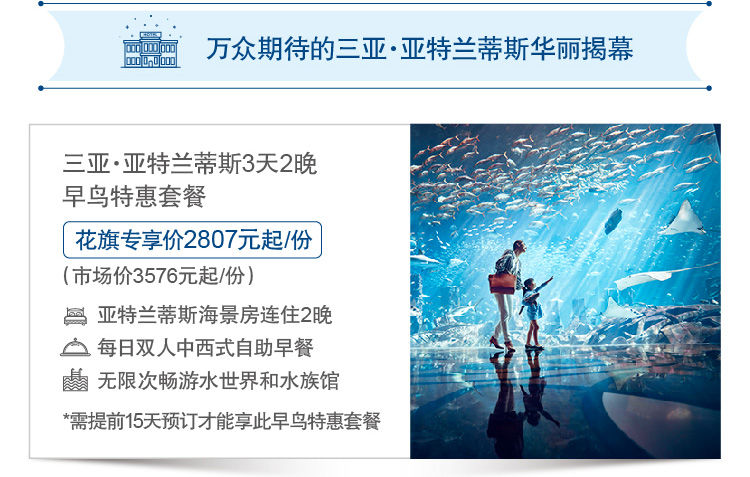 万众期待的三亚·亚特兰蒂斯华丽揭幕
三亚·亚特兰蒂斯3天2晚
早鸟特惠套餐
花旗专享价2807元起/份
(市场价3576元起/份)
亚特兰蒂斯海景房连住2晚
每日双人中西式自助早餐
无限次畅游水世界和水族馆
*需提前15天预订才能享此早鸟特惠套餐